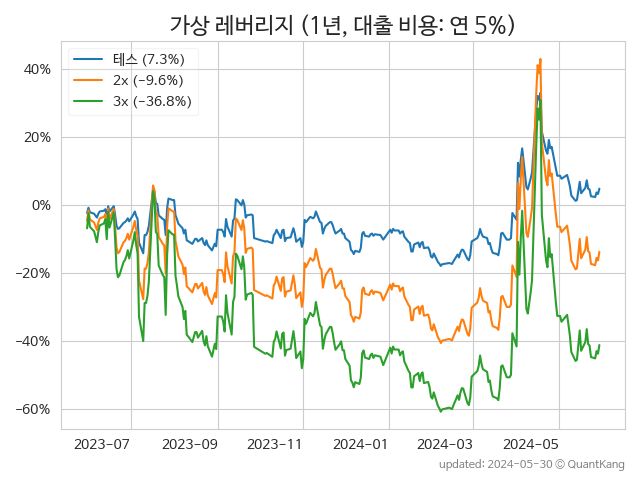 가상 레버리지 (1년, 대출 비용: 연 5%)
테스 (7.3%)
2x (−9.6%)
3x (−36.8%)
40%
20%
0%
−20%
−40%
−60%
2023-07
2023-09
2023-11
2024-01
2024-03
2024-05
updated: 2024-05-30 © QuantKang